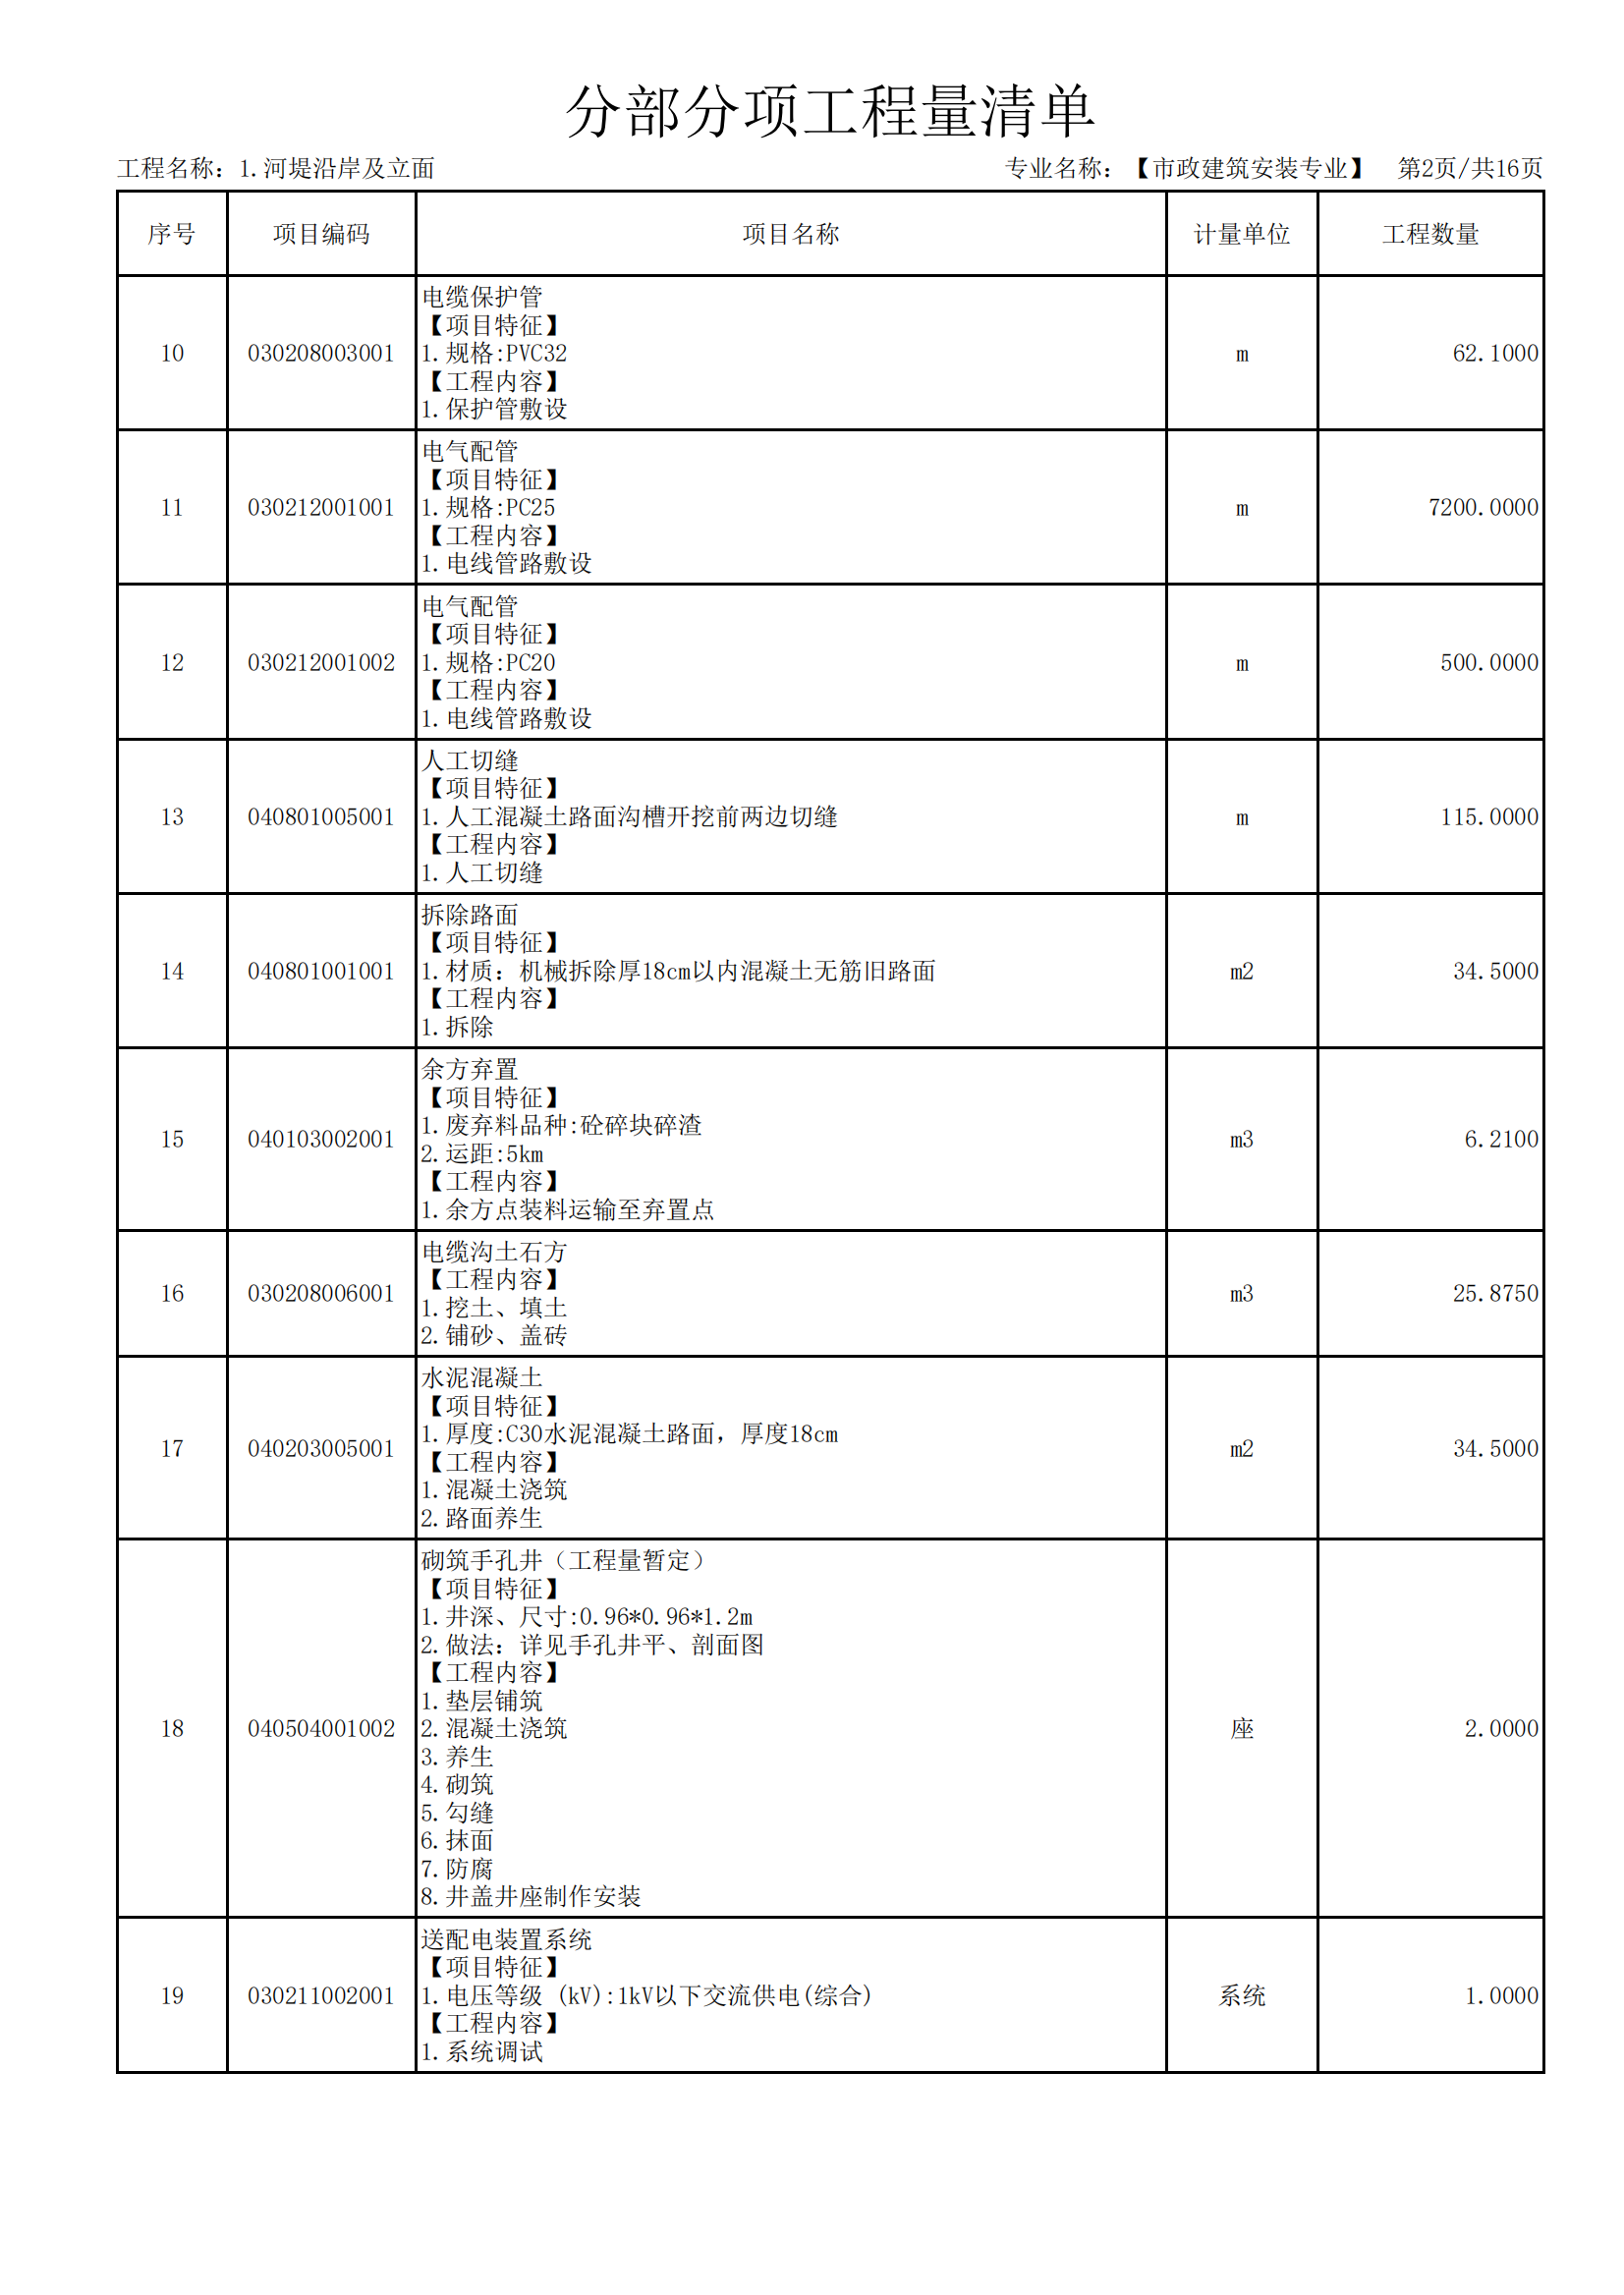 分部分项工程量清单
工程名称：1.河堤沿岸及立面 专业名称：【市政建筑安装专业】 第2页/共16页
序号 项目编码 项目名称 计量单位 工程数量
电缆保护管
【项目特征】
10 030208003001 1.规格:PVC32 m 62.1000
【工程内容】
1.保护管敷设
电气配管
【项目特征】
11 030212001001 1.规格:PC25 m 7200.0000
【工程内容】
1.电线管路敷设
电气配管
【项目特征】
12 030212001002 1.规格:PC20 m 500.0000
【工程内容】
1.电线管路敷设
人工切缝
【项目特征】
13 040801005001 1.人工混凝土路面沟槽开挖前两边切缝 m 115.0000
【工程内容】
1.人工切缝
拆除路面
【项目特征】
14 040801001001 1.材质：机械拆除厚18cm以内混凝土无筋旧路面 m2 34.5000
【工程内容】
1.拆除
余方弃置
【项目特征】
1.废弃料品种:砼碎块碎渣
15 040103002001 2.运距:5km m3 6.2100
【工程内容】
1.余方点装料运输至弃置点
电缆沟土石方
【工程内容】
16 030208006001 1.挖土、填土 m3 25.8750
2.铺砂、盖砖
水泥混凝土
【项目特征】
1.厚度:C30水泥混凝土路面，厚度18cm
17 040203005001 【工程内容】 m2 34.5000
1.混凝土浇筑
2.路面养生
砌筑手孔井（工程量暂定）
【项目特征】
1.井深、尺寸:0.96*0.96*1.2m
2.做法：详见手孔井平、剖面图
【工程内容】
1.垫层铺筑
18 040504001002 2.混凝土浇筑 座 2.0000
3.养生
4.砌筑
5.勾缝
6.抹面
7.防腐
8.井盖井座制作安装
送配电装置系统
【项目特征】
19 030211002001 1.电压等级 (kV):1kV以下交流供电(综合) 系统 1.0000
【工程内容】
1.系统调试